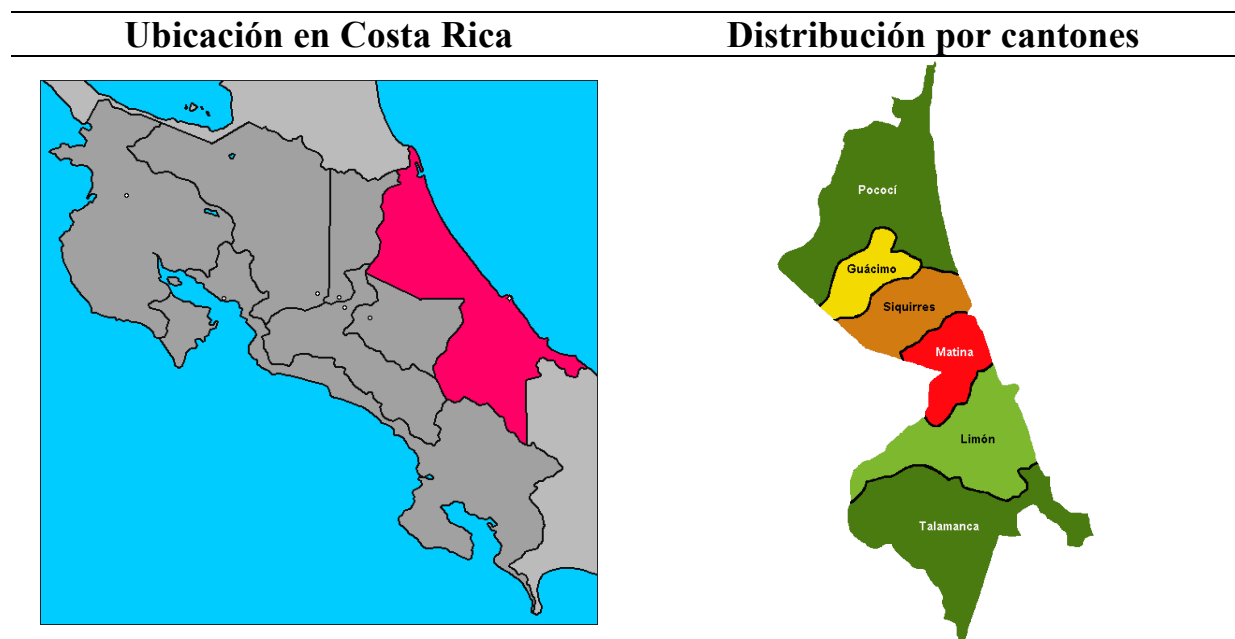 Ubicación en Costa Rica
Distribución por cantones
Pococí
Guácimo
Siquirres
Matina
Limón
Talamanca